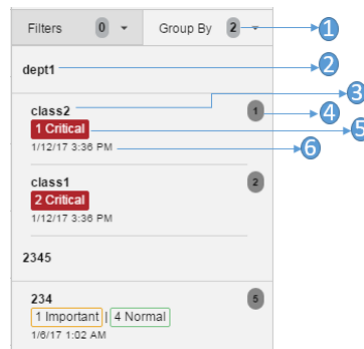 Filters 0 Group By 2 1
dept1 2
class2 3
1 4
1 Critical 5
1/12/17 3:36 PM 6
class1 2
2 Critical
1/12/17 3:36 PM
2345
234 5
1 Important | 4 Normal
1/6/17 1:02 AM